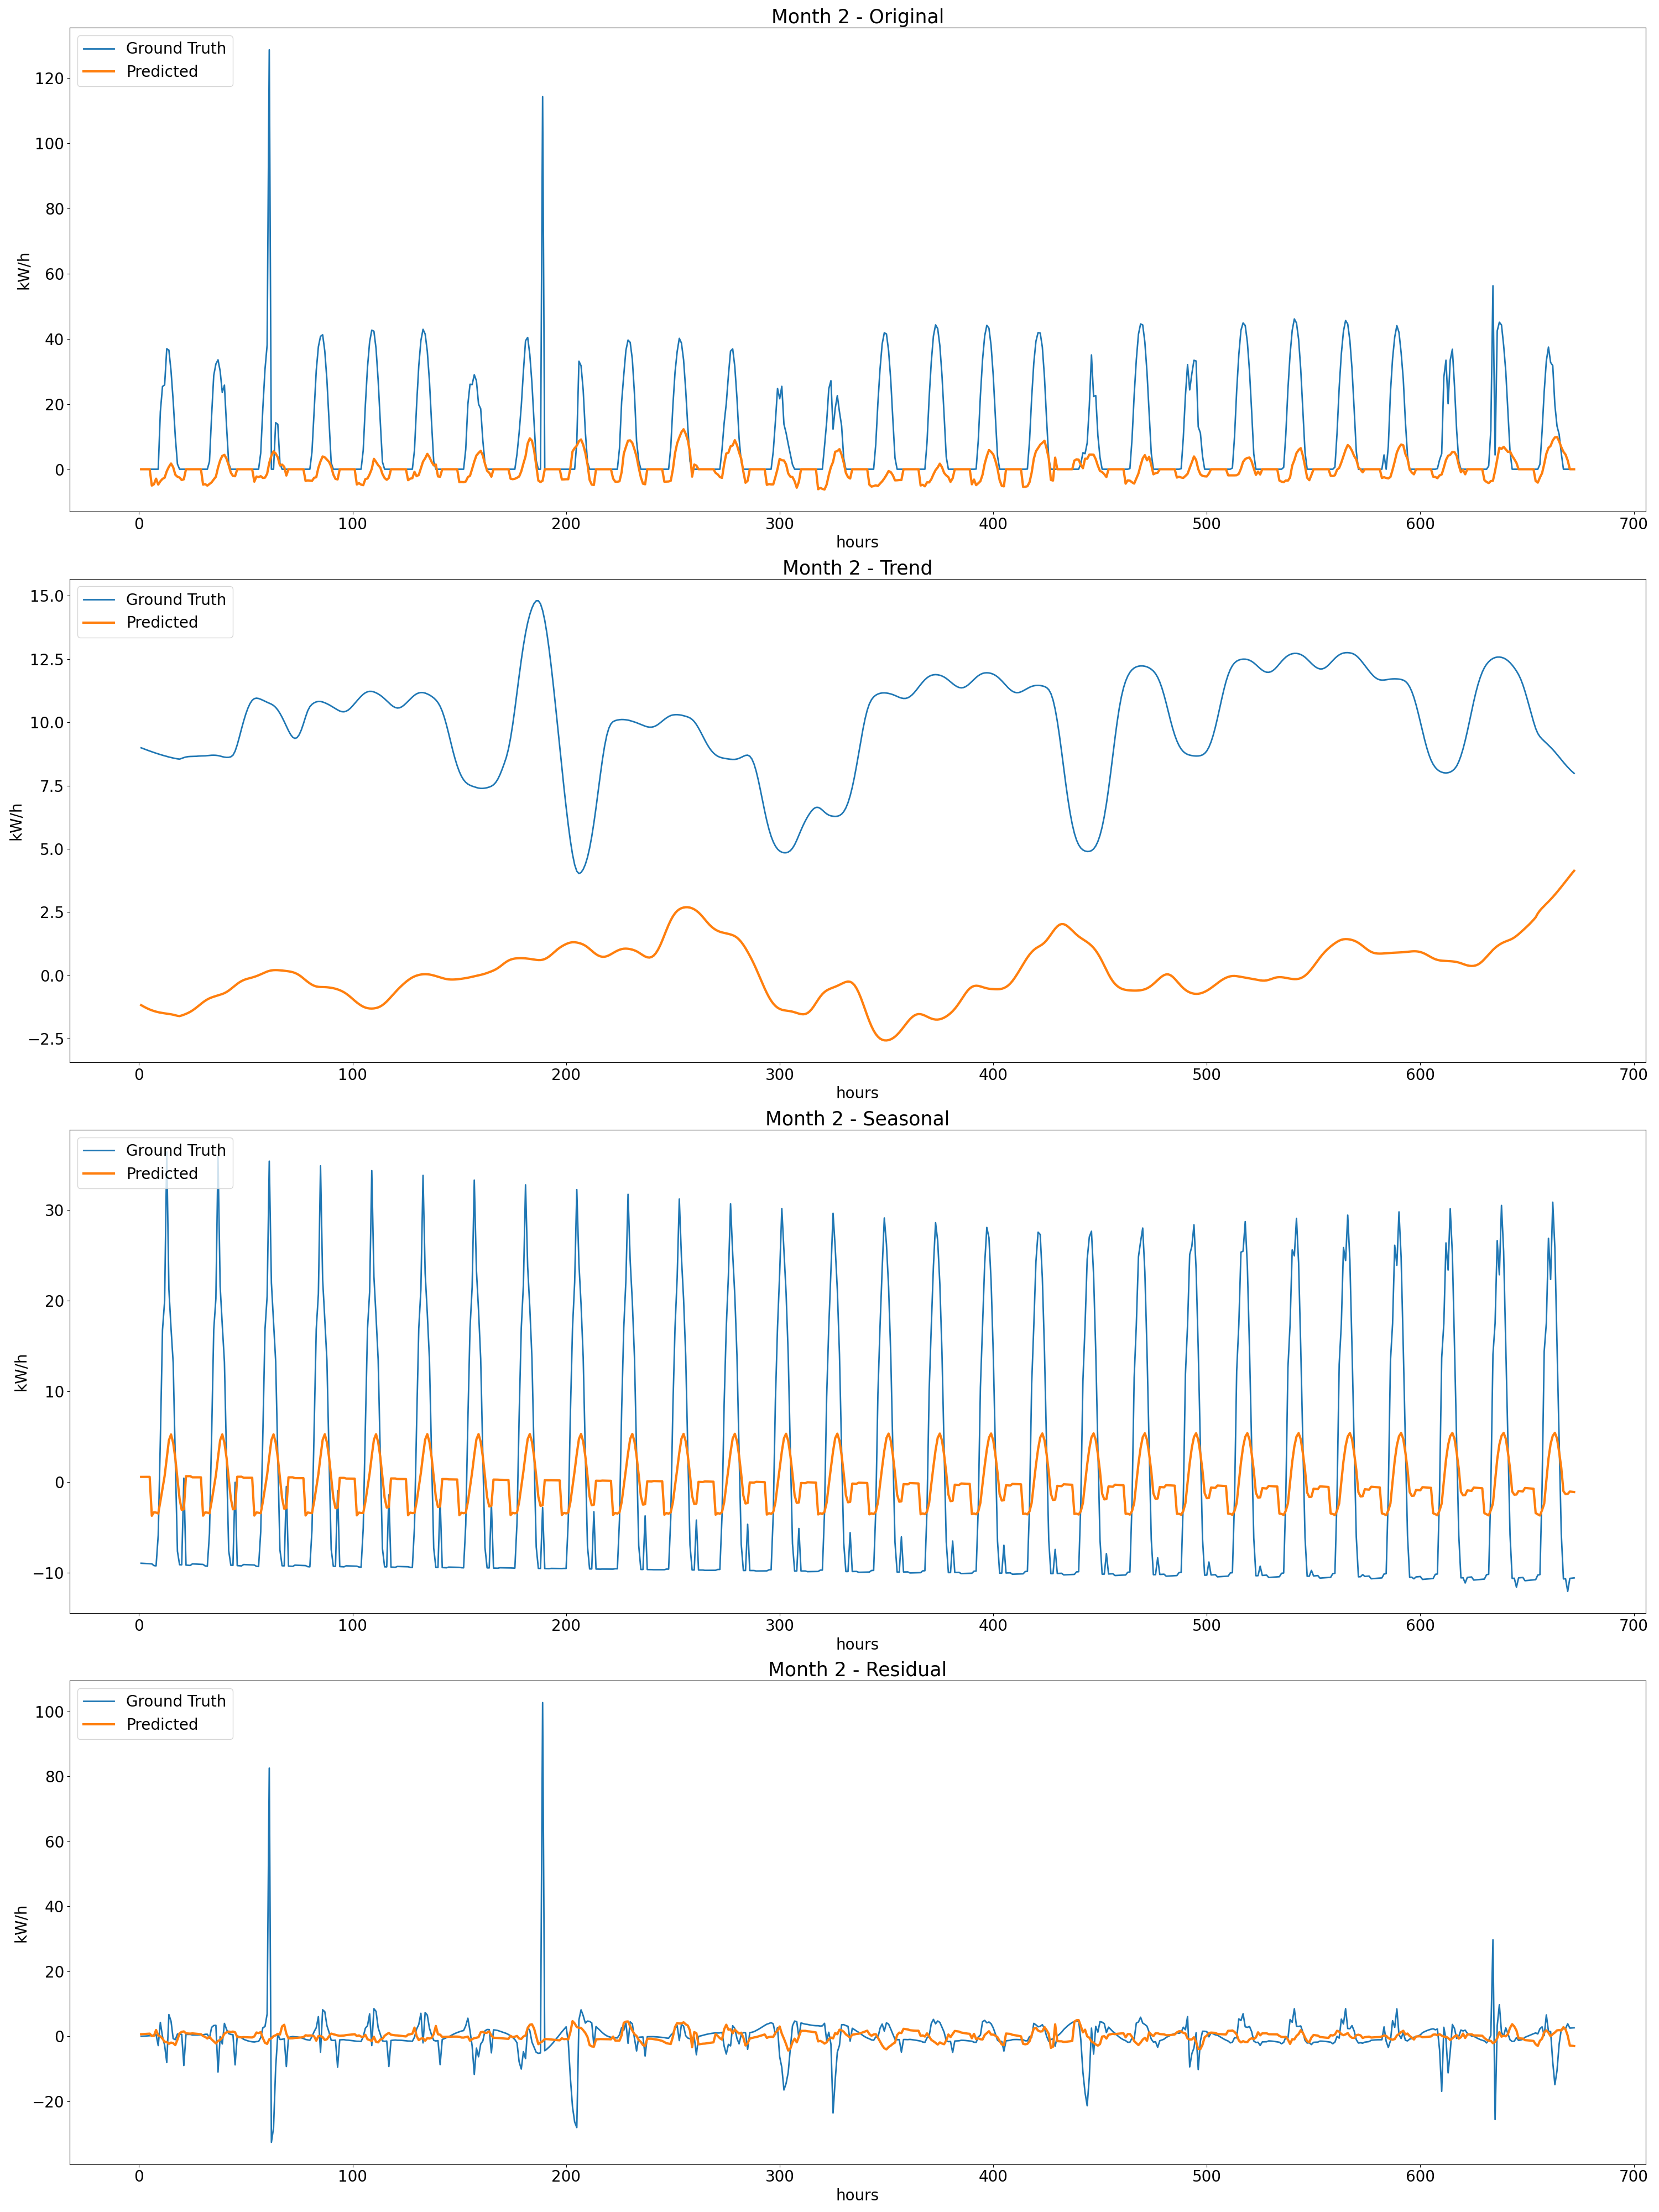 Month 2 - Original
Ground Truth
Predicted
120
100
80
60
40
20
0
kW/h
0 100 200 300 400 500 600 700
hours
Month 2 - Trend
Ground Truth
Predicted
15.0
12.5
10.0
7.5
5.0
2.5
0.0
−2.5
kW/h
0 100 200 300 400 500 600 700
hours
Month 2 - Seasonal
Ground Truth
Predicted
30
20
10
0
−10
kW/h
0 100 200 300 400 500 600 700
hours
Month 2 - Residual
Ground Truth
Predicted
100
80
60
40
20
0
−20
kW/h
0 100 200 300 400 500 600 700
hours